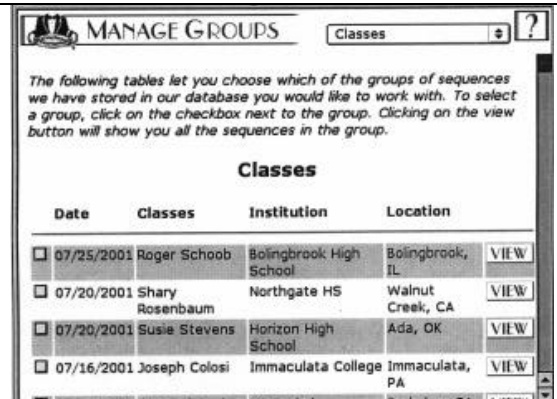 MANAGE GROUPS Classes ?
The following tables let you choose which of the groups of sequences
we have stored in our database you would like to work with. To select
a group, click on the checkbox next to the group. Clicking on the view
button will show you all the sequences in the group.
Classes
Date Classes Institution Location
07/25/2001 Roger Schoob Bolingbrook High Bolingbrook, VIEW
School IL
07/20/2001 Shary Northgate HS Walnut VIEW
Rosenbaum Creek, CA
07/20/2001 Susie Stevens Horizon High Ada, OK VIEW
School
07/16/2001 Joseph Colosi Immaculata College Immaculata, VIEW
PA